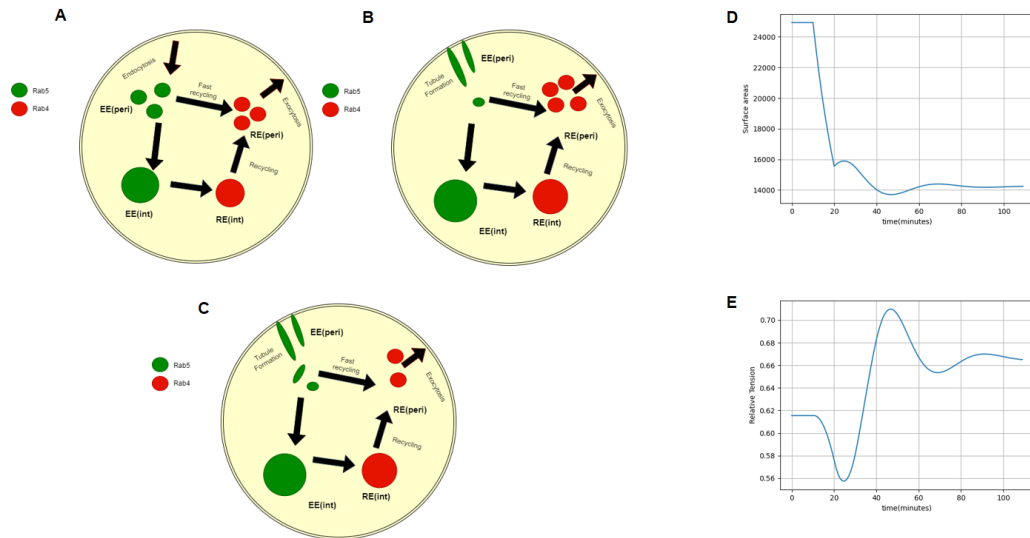 A
Rab5
Rab4
Endocytosis
Fast
recycling
EE(peri)
Exocytosis
RE(peri)
Recycling
EE(int)
RE(int)
B
Rab5
Rab4
EE(peri)
Tubule
Formation
Fast
recycling
Exocytosis
RE(peri)
Recycling
EE(int)
RE(int)
C
Rab5
Rab4
EE(peri)
Tubule
Formation
Fast
recycling
Exocytosis
RE(peri)
Recycling
EE(int)
RE(int)
D
Surface areas
24000
22000
20000
18000
16000
14000
0 20 40 60 80 100
time(minutes)
E
Relative Tension
0.70
0.68
0.66
0.64
0.62
0.60
0.58
0.56
0 20 40 60 80 100
time(minutes)